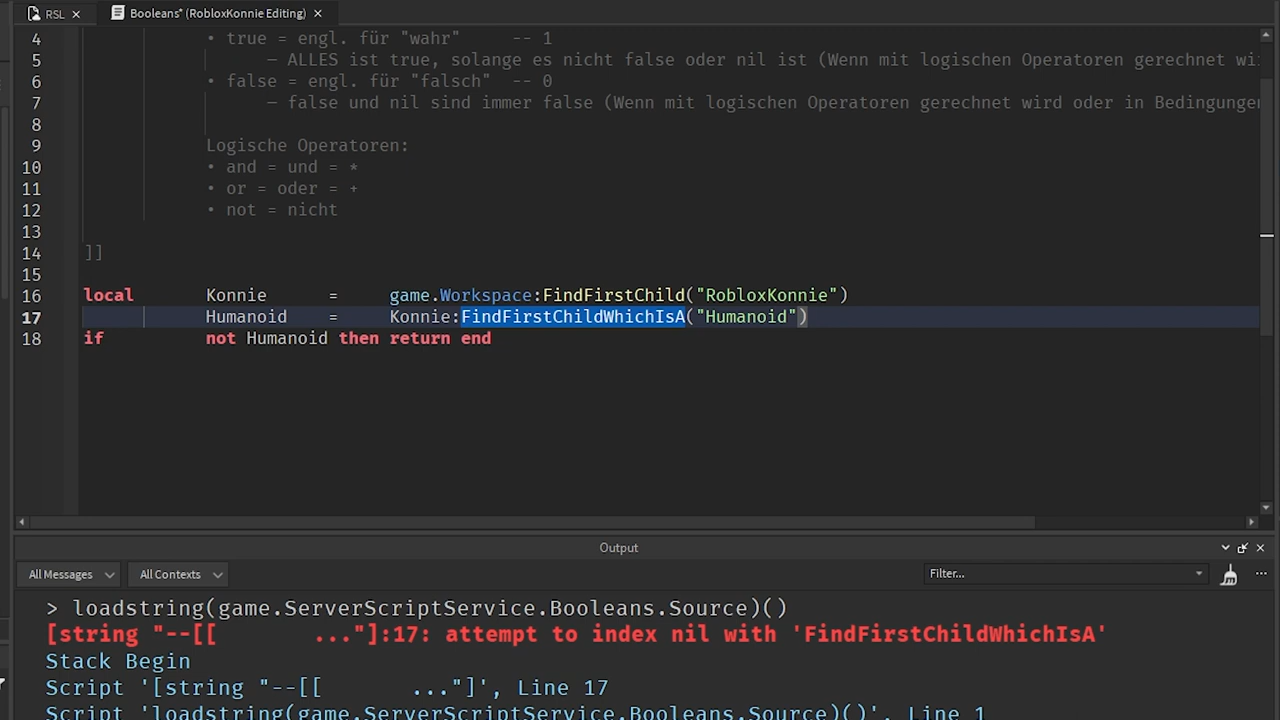 RSL × Booleans* (RobloxKonnie Editing) ×
4 • true = engl. für "wahr" -- 1
5 – ALLES ist true, solange es nicht false oder nil ist (Wenn mit logischen Operatoren gerechnet wi
6 • false = engl. für "falsch" -- 0
7 – false und nil sind immer false (Wenn mit logischen Operatoren gerechnet wird oder in Bedingungen
8
9 Logische Operatoren:
10 • and = und = *
11 • or = oder = +
12 • not = nicht
13
14 ]]
15
16 local Konnie = game.Workspace:FindFirstChild("RobloxKonnie")
17 Humanoid = Konnie:FindFirstChildWhichIsA("Humanoid")
18 if not Humanoid then return end
Output
All Messages All Contexts Filter... ...
> loadstring(game.ServerScriptService.Booleans.Source)()
[string "--[[ ..."]:17: attempt to index nil with 'FindFirstChildWhichIsA'
Stack Begin
Script '[string "--[[ ..."]', Line 17
Script 'loadstring(game.ServerScriptService.Booleans.Source)()', Line 1